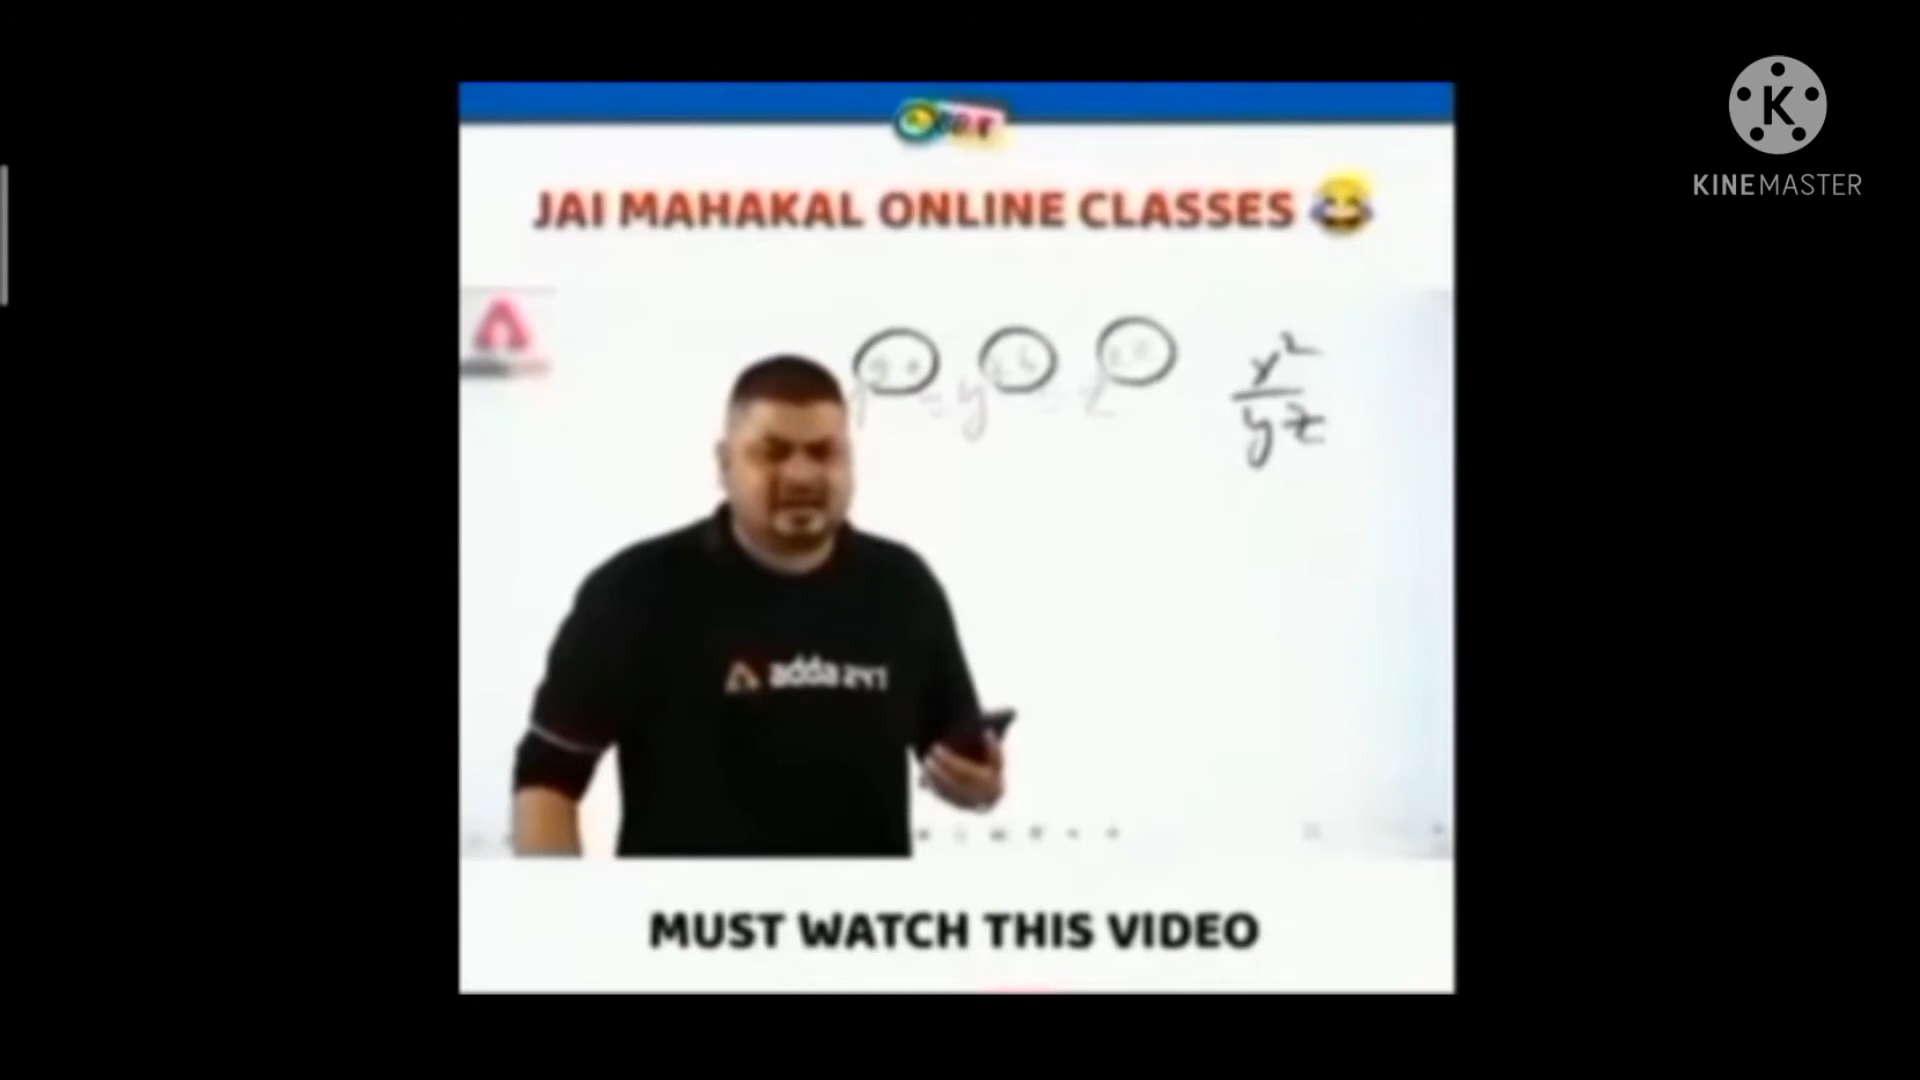 KINEMASTER
JAI MAHAKAL ONLINE CLASSES 😂
x²
yz
adda 247
MUST WATCH THIS VIDEO